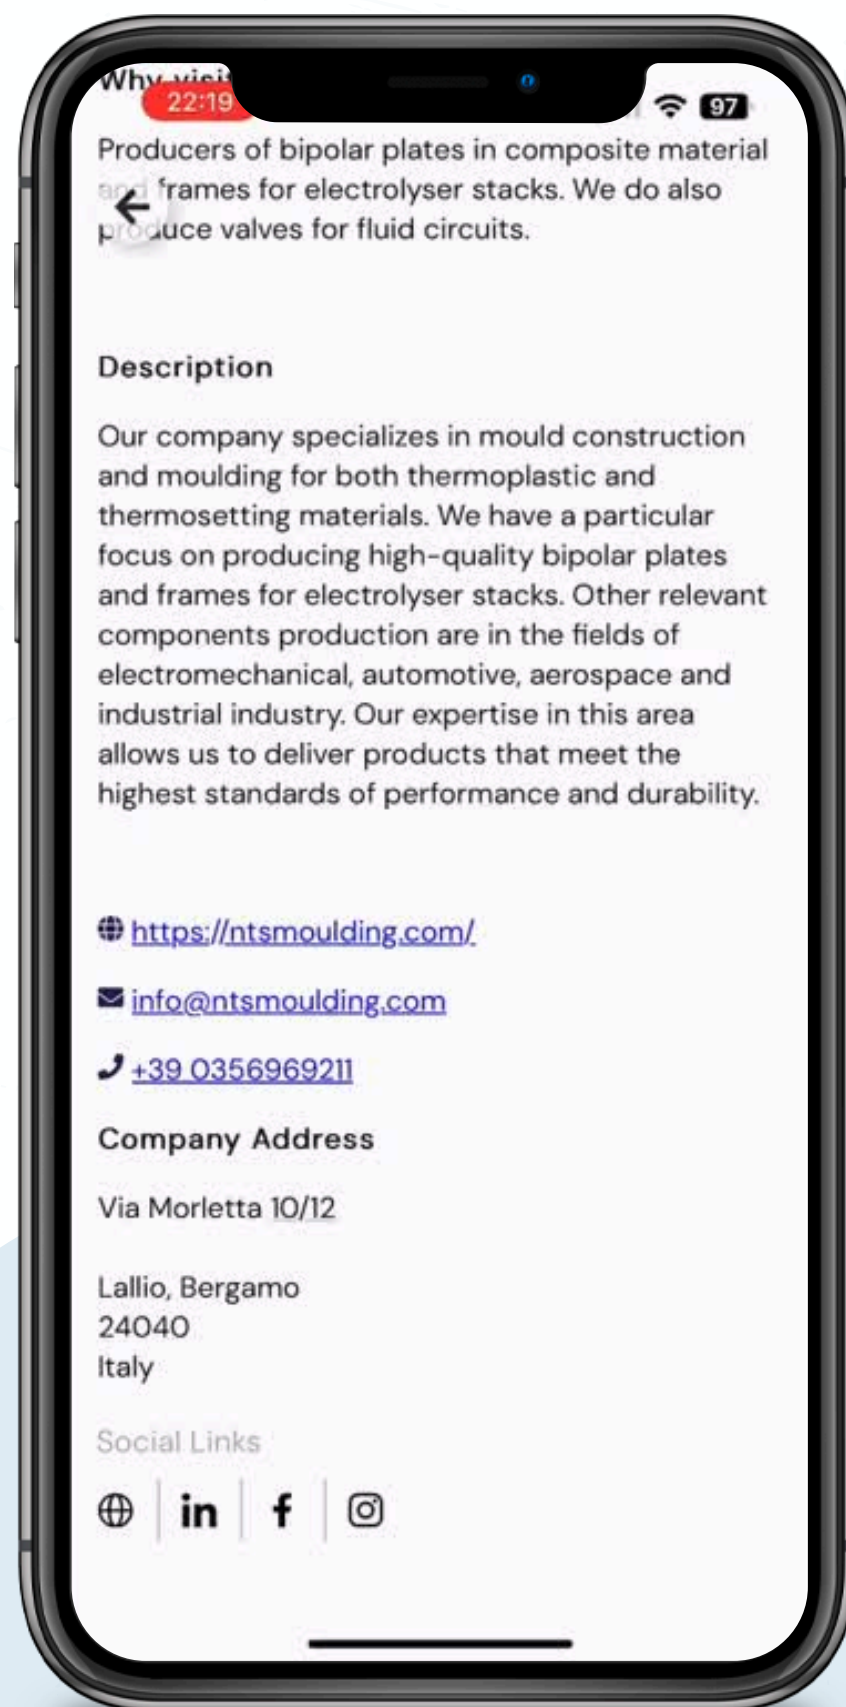 Why visit
22:19
97
Producers of bipolar plates in composite material
and frames for electrolyser stacks. We do also
produce valves for fluid circuits.
Description
Our company specializes in mould construction
and moulding for both thermoplastic and
thermosetting materials. We have a particular
focus on producing high-quality bipolar plates
and frames for electrolyser stacks. Other relevant
components production are in the fields of
electromechanical, automotive, aerospace and
industrial industry. Our expertise in this area
allows us to deliver products that meet the
highest standards of performance and durability.
https://ntsmoulding.com/
info@ntsmoulding.com
+39 0356969211
Company Address
Via Morletta 10/12
Lallio, Bergamo
24040
Italy
Social Links
in
f